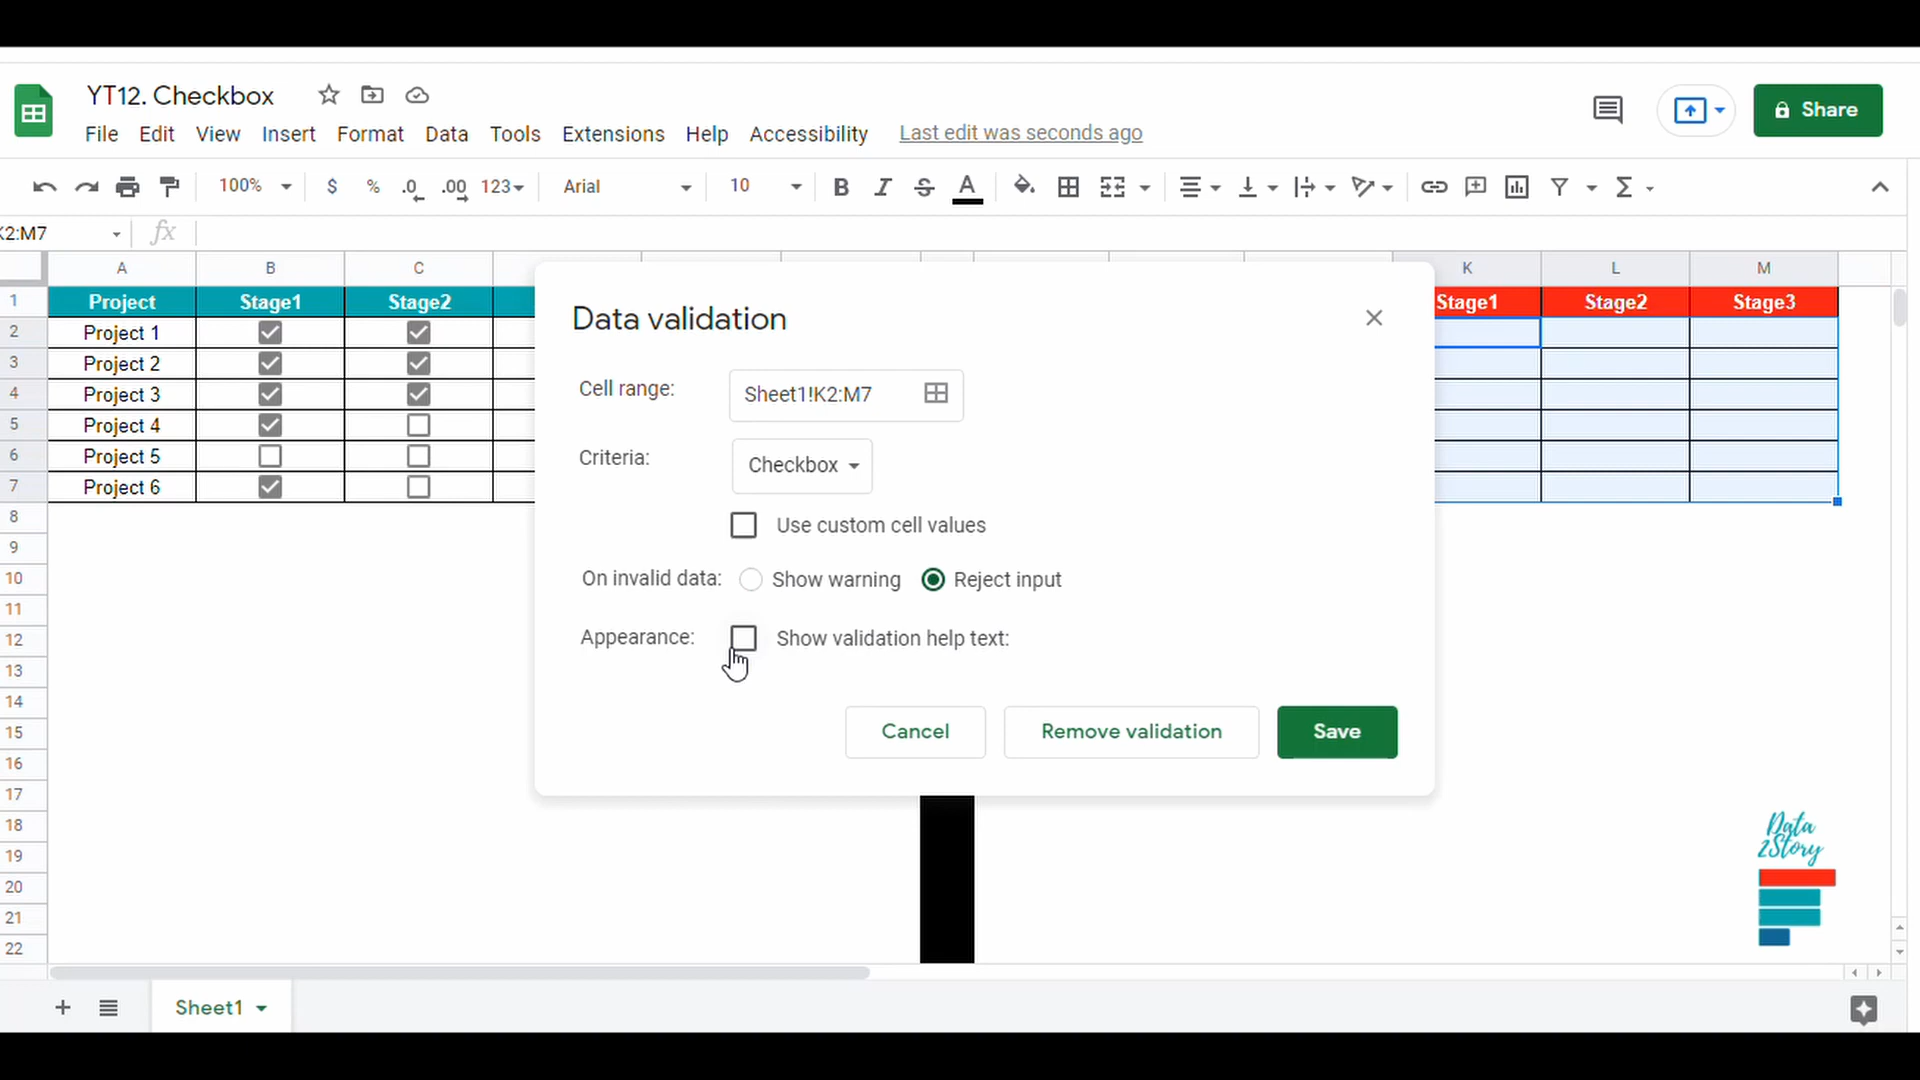 YT12. Checkbox
File Edit View Insert Format Data Tools Extensions Help Accessibility Last edit was seconds ago
Share
100% $ % .0 .00 123 Arial 10 B I S A
K2:M7 fx
A B C K L M
1 Project Stage1 Stage2 Stage1 Stage2 Stage3
2 Project 1
3 Project 2
4 Project 3
5 Project 4
6 Project 5
7 Project 6
8
9
10
11
12
13
14
15
16
17
18
19
20
21
22
Data validation
Cell range: Sheet1!K2:M7
Criteria: Checkbox
Use custom cell values
On invalid data: Show warning Reject input
Appearance: Show validation help text:
Cancel Remove validation Save
Data
2Story
Sheet1